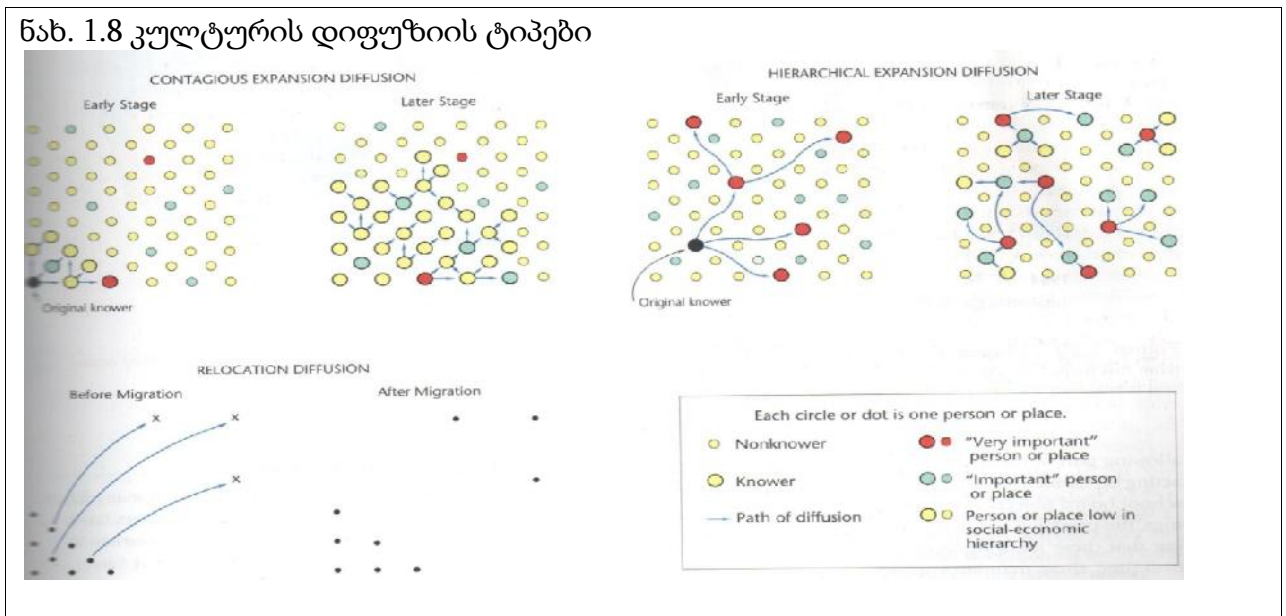 ნახ. 1.8 კულტურის დიფუზიის ტიპები
CONTAGIOUS EXPANSION DIFFUSION
Early Stage
Later Stage
Original knower
HIERARCHICAL EXPANSION DIFFUSION
Early Stage
Later Stage
Original knower
RELOCATION DIFFUSION
Before Migration
After Migration
x
x
x
Each circle or dot is one person or place.
Nonknower
Knower
Path of diffusion
"Very important"
person or place
"Important" person
or place
Person or place low in
social-economic
hierarchy